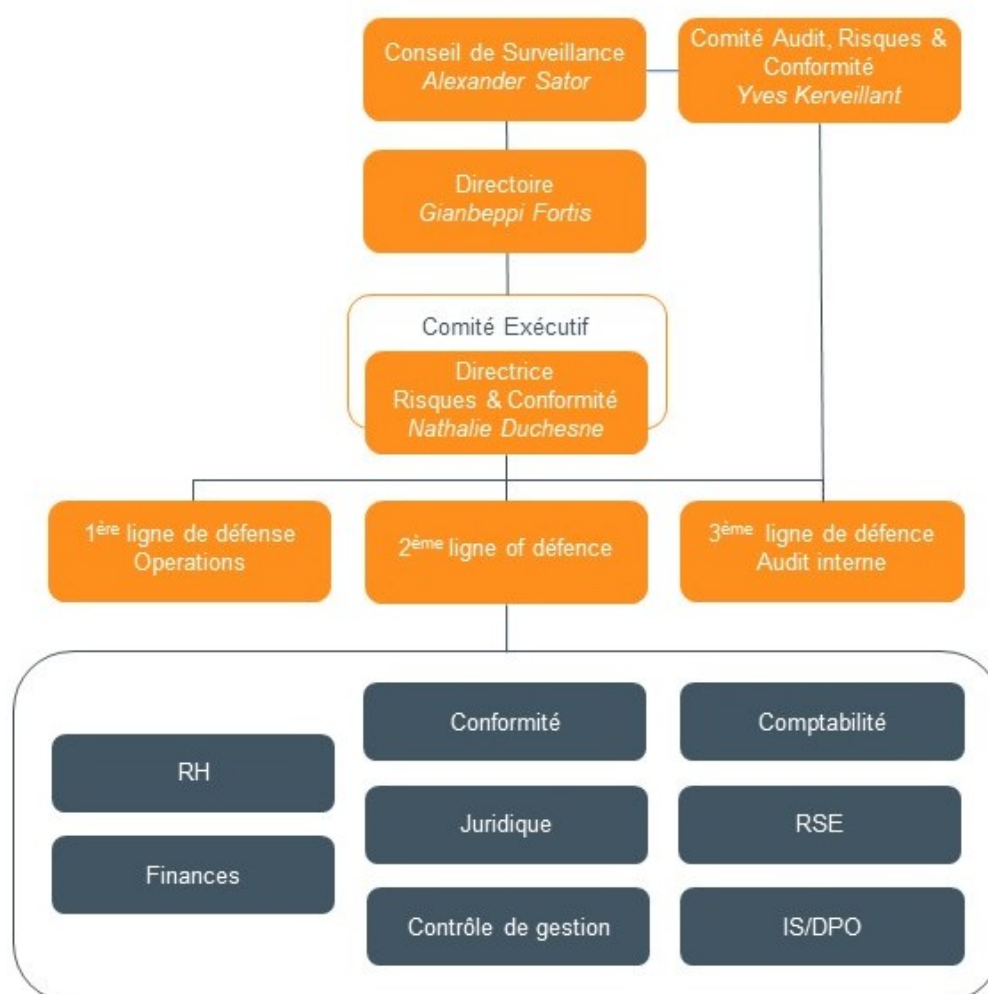 Conseil de Surveillance
Alexander Sator
Comité Audit, Risques &
Conformité
Yves Kerveillant
Directoire
Gianbeppi Fortis
Comité Exécutif
Directrice
Risques & Conformité
Nathalie Duchesne
1ère ligne de défense
Operations
2ème ligne of défence
3ème ligne de défence
Audit interne
RH
Finances
Conformité
Juridique
Contrôle de gestion
Comptabilité
RSE
IS/DPO